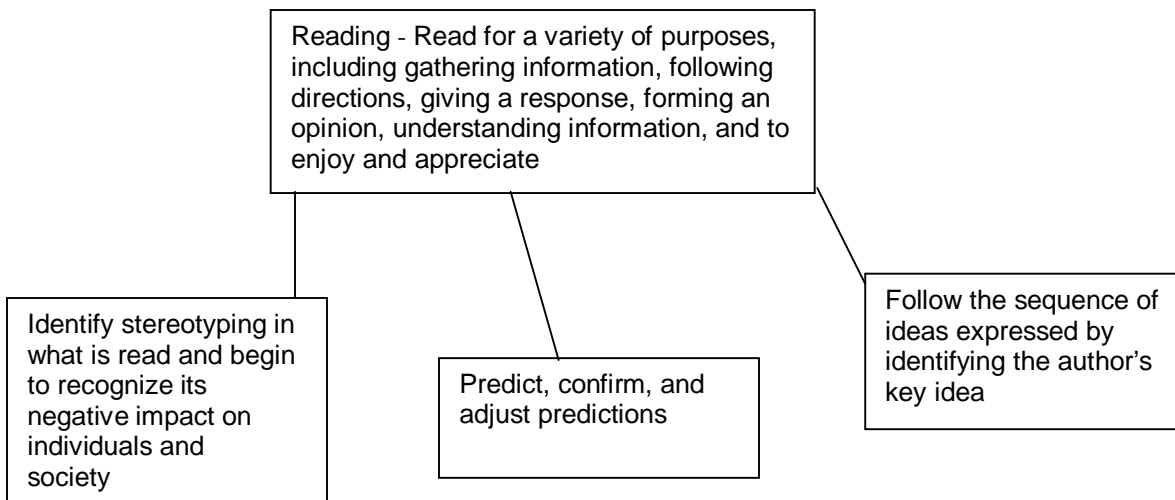 Reading - Read for a variety of purposes,
including gathering information, following
directions, giving a response, forming an
opinion, understanding information, and to
enjoy and appreciate
Identify stereotyping in
what is read and begin
to recognize its
negative impact on
individuals and
society
Predict, confirm, and
adjust predictions
Follow the sequence of
ideas expressed by
identifying the author’s
key idea